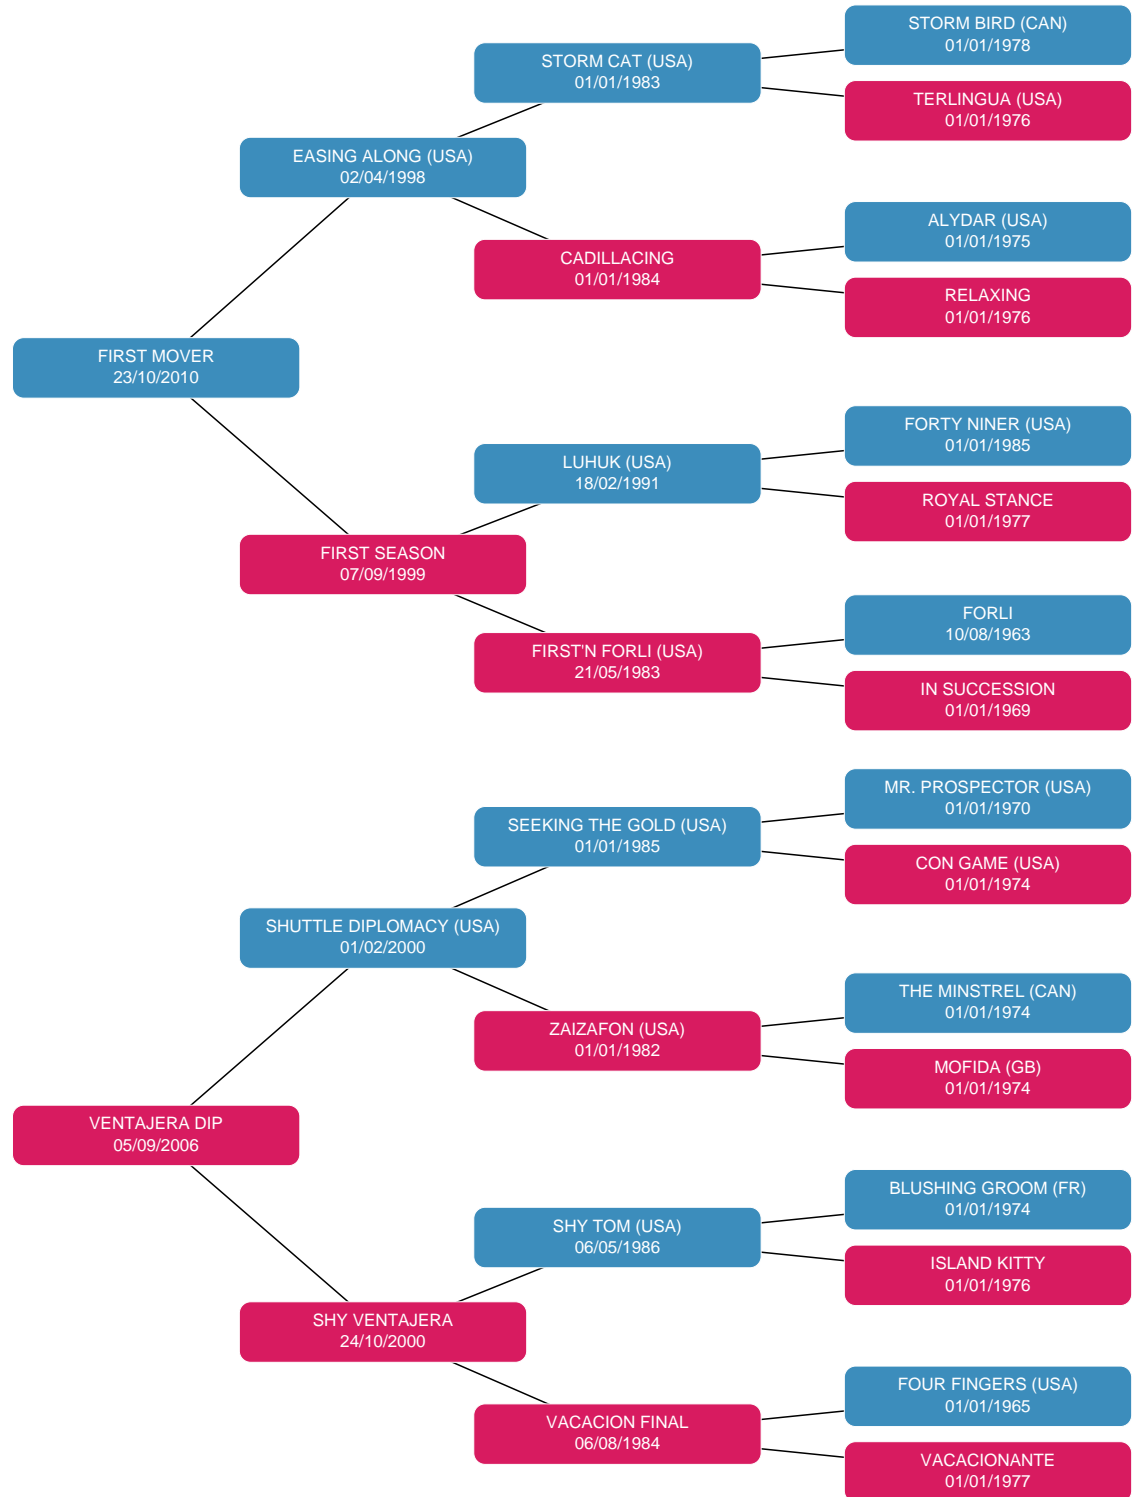 STORM BIRD (CAN)
01/01/1978
STORM CAT (USA)
01/01/1983
TERLINGUA (USA)
01/01/1976
EASING ALONG (USA)
02/04/1998
ALYDAR (USA)
01/01/1975
CADILLACING
01/01/1984
RELAXING
01/01/1976
FIRST MOVER
23/10/2010
FORTY NINER (USA)
01/01/1985
LUHUK (USA)
18/02/1991
ROYAL STANCE
01/01/1977
FIRST SEASON
07/09/1999
FORLI
10/08/1963
FIRST'N FORLI (USA)
21/05/1983
IN SUCCESSION
01/01/1969
MR. PROSPECTOR (USA)
01/01/1970
SEEKING THE GOLD (USA)
01/01/1985
CON GAME (USA)
01/01/1974
SHUTTLE DIPLOMACY (USA)
01/02/2000
THE MINSTREL (CAN)
01/01/1974
ZAIZAFON (USA)
01/01/1982
MOFIDA (GB)
01/01/1974
VENTAJERA DIP
05/09/2006
BLUSHING GROOM (FR)
01/01/1974
SHY TOM (USA)
06/05/1986
ISLAND KITTY
01/01/1976
SHY VENTAJERA
24/10/2000
FOUR FINGERS (USA)
01/01/1965
VACACION FINAL
06/08/1984
VACACIONANTE
01/01/1977